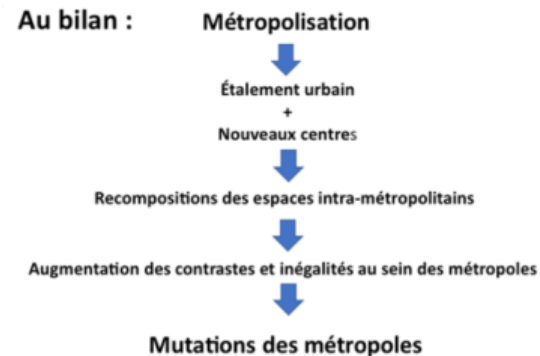 Au bilan : Métropolisation
Étalement urbain
+
Nouveaux centres
Recompositions des espaces intra-métropolitains
Augmentation des contrastes et inégalités au sein des métropoles
Mutations des métropoles